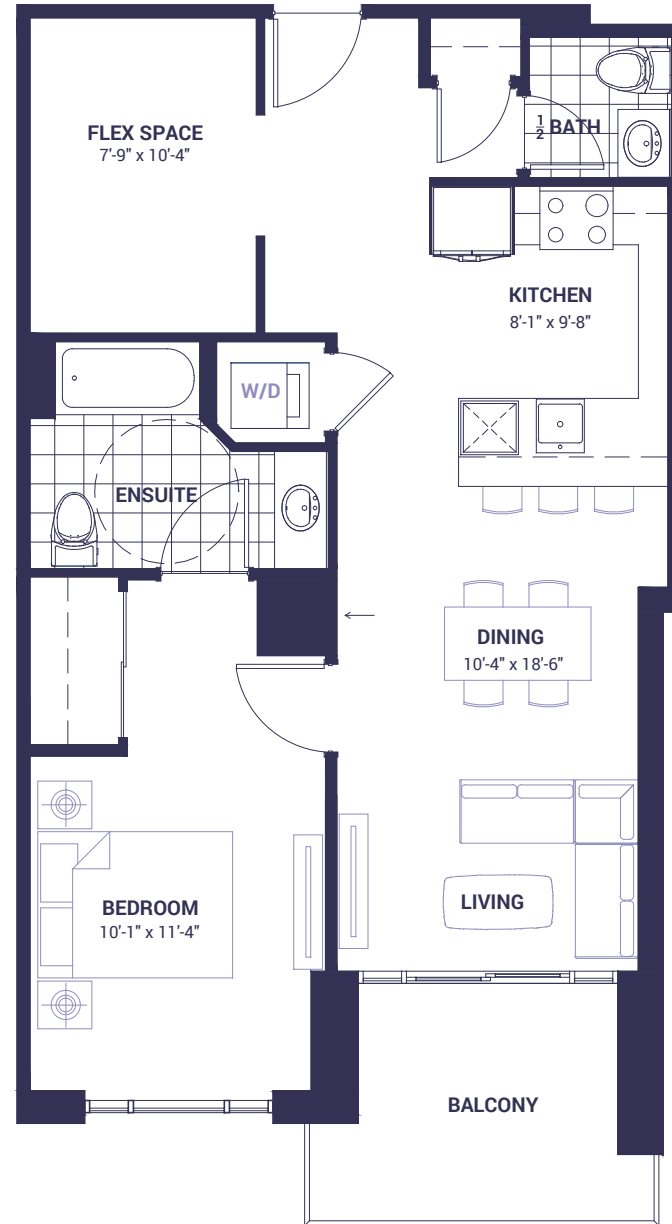 FLEX SPACE
7'-9" x 10'-4"
½ BATH
KITCHEN
8'-1" x 9'-8"
W/D
ENSUITE
DINING
10'-4" x 18'-6"
LIVING
BEDROOM
10'-1" x 11'-4"
BALCONY